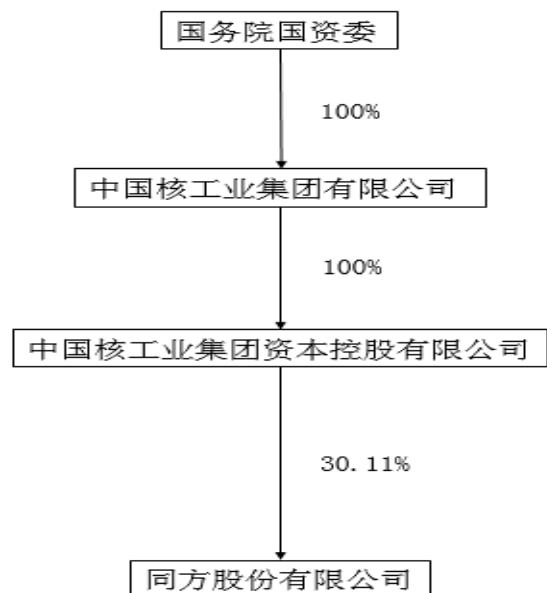 国务院国资委
100%
中国核工业集团有限公司
100%
中国核工业集团资本控股有限公司
30.11%
同方股份有限公司